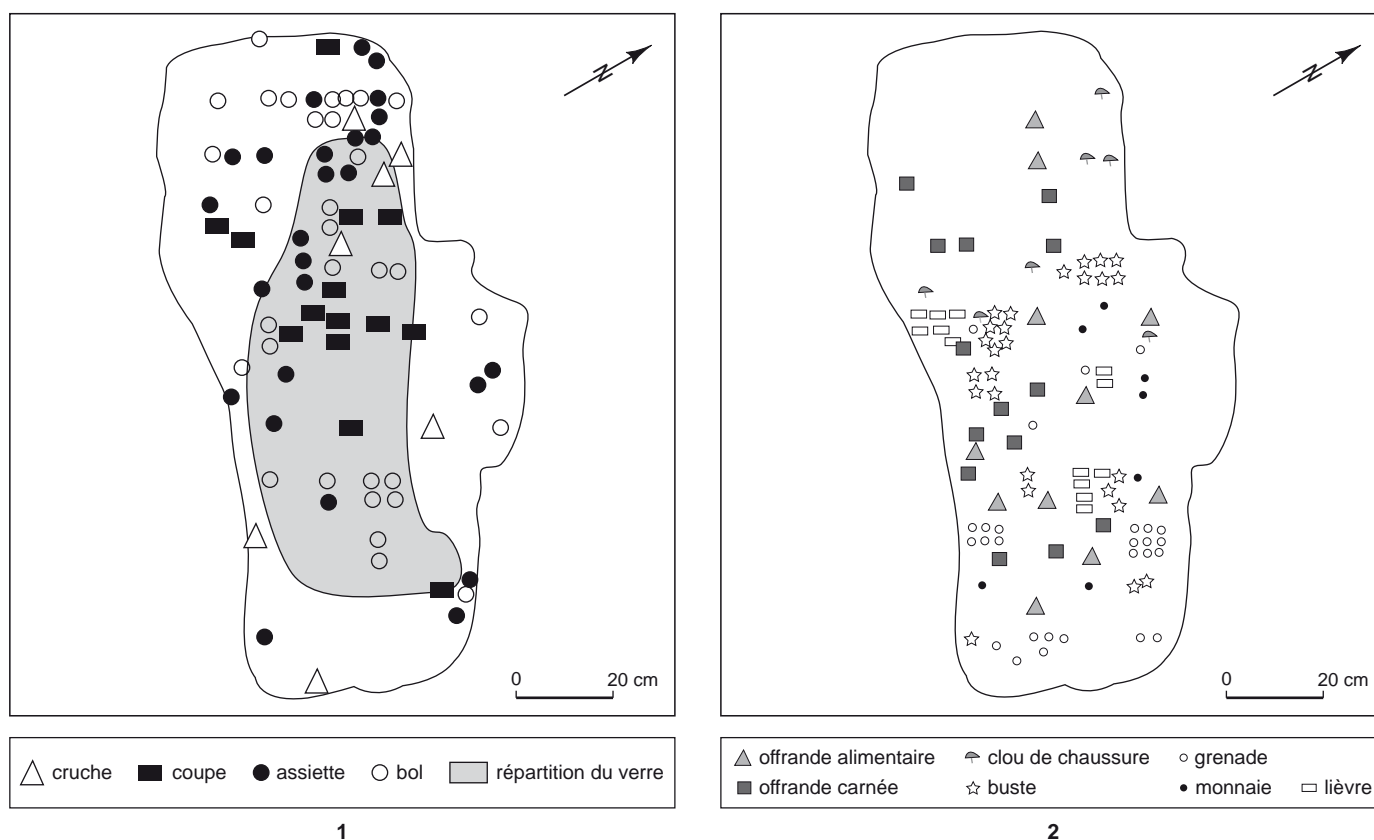 N
0 20 cm
cruche coupe assiette bol répartition du verre
1
N
0 20 cm
offrande alimentaire clou de chaussure grenade
offrande carnée buste monnaie lièvre
2